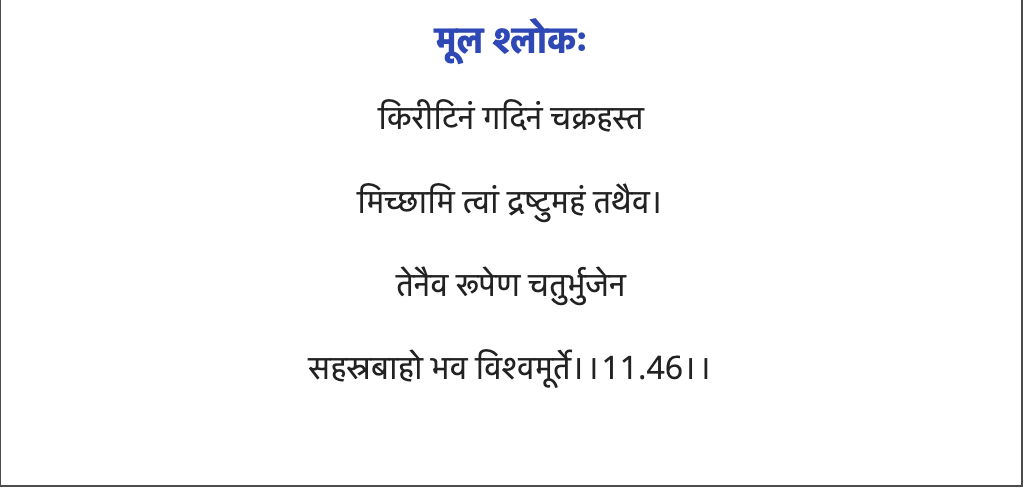 मूल श्लोकः
किरीटिनं गदिनं चक्रहस्त
मिच्छामि त्वां द्रष्टुमहं तथैव।
तेनैव रूपेण चतुर्भुजेन
सहस्रबाहो भव विश्वमूर्ते।।11.46।।